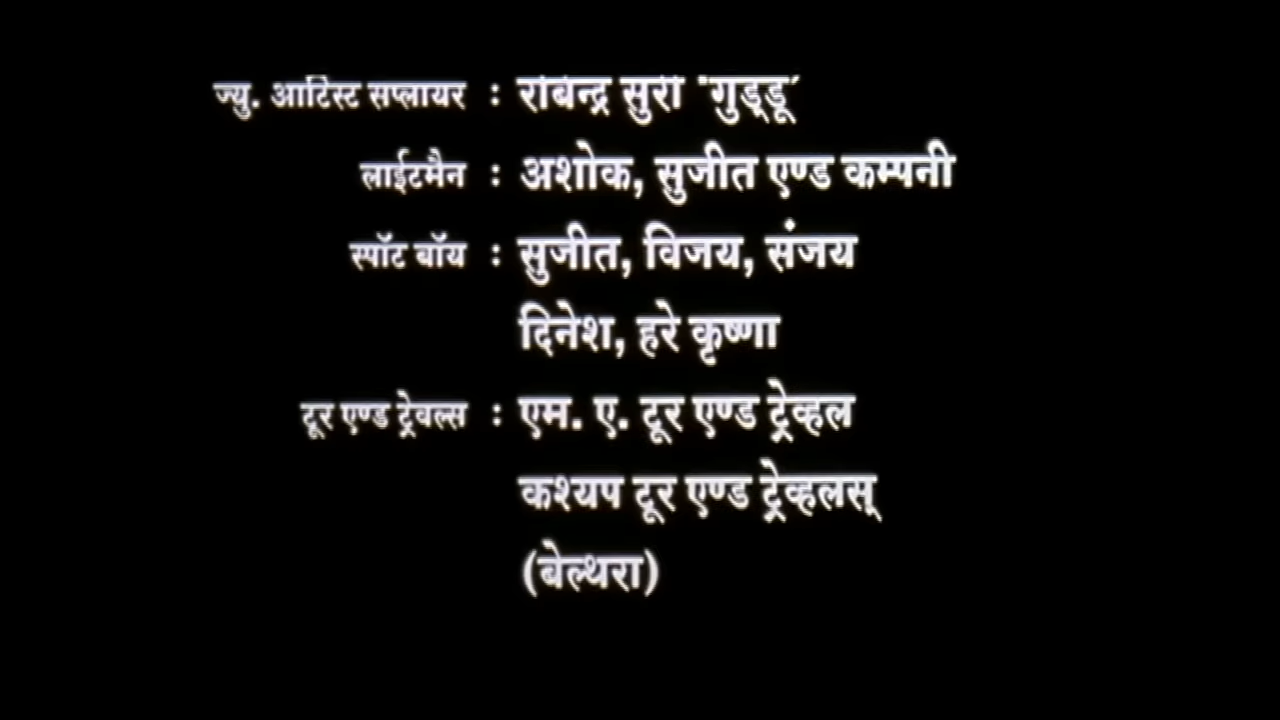 ज्यु. आर्टिस्ट सप्लायर : रविन्द्र सुरी "गुड्डू"
लाईटमैन : अशोक, सुजीत एण्ड कम्पनी
स्पॉट बॉय : सुजीत, विजय, संजय
दिनेश, हरे कृष्णा
टूर एण्ड ट्रेवल्स : एम. ए. टूर एण्ड ट्रेव्हल
कश्यप टूर एण्ड ट्रेव्हलस्
(बेल्थरा)